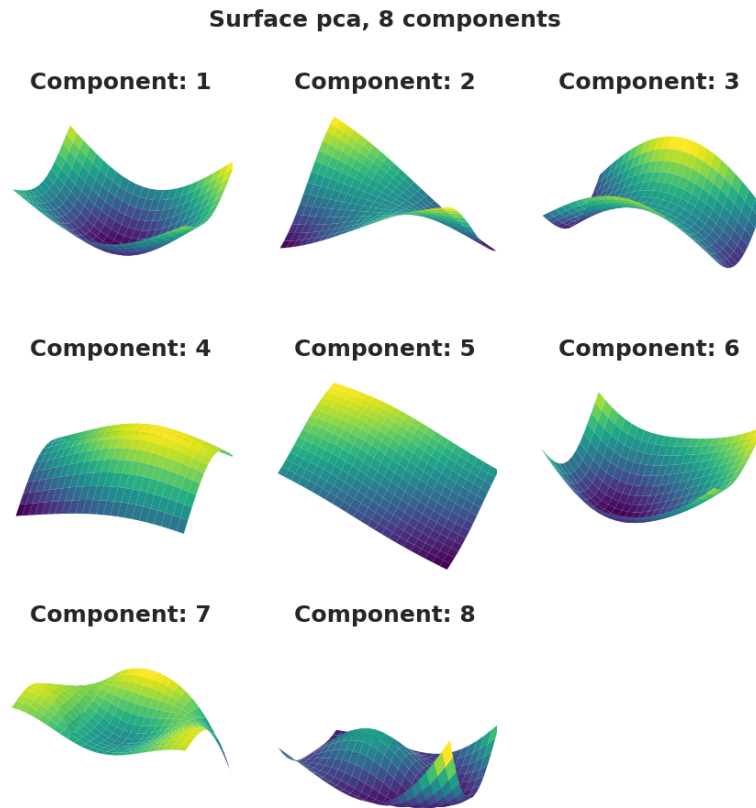 Surface pca, 8 components
Component: 1
Component: 2
Component: 3
Component: 4
Component: 5
Component: 6
Component: 7
Component: 8